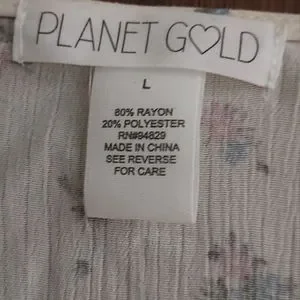 PLANET GOLD
L
80% RAYON
20% POLYESTER
RN#94829
MADE IN CHINA
SEE REVERSE
FOR CARE